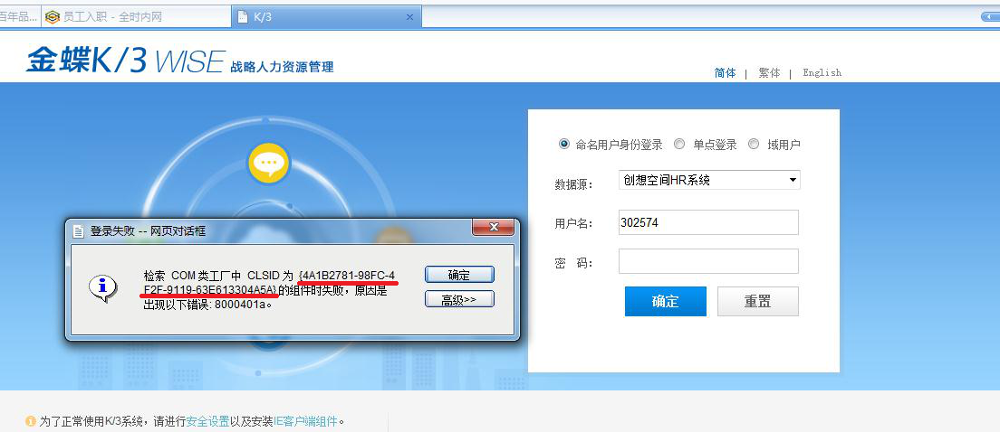 百年品...
员工入职 - 全时内网
K/3
金蝶K/3 WISE 战略人力资源管理
简体 | 繁体 | English
命名用户身份登录 单点登录 域用户
数据源: 创想空间HR系统
用户名: 302574
密 码:
确定 重置
登录失败 -- 网页对话框
检索 COM 类工厂中 CLSID 为 {4A1B2781-98FC-4
F2F-9119-63E613304A5A} 的组件时失败，原因是
出现以下错误: 8000401a。
确定
高级>>
为了正常使用K/3系统，请进行安全设置以及安装IE客户端组件。